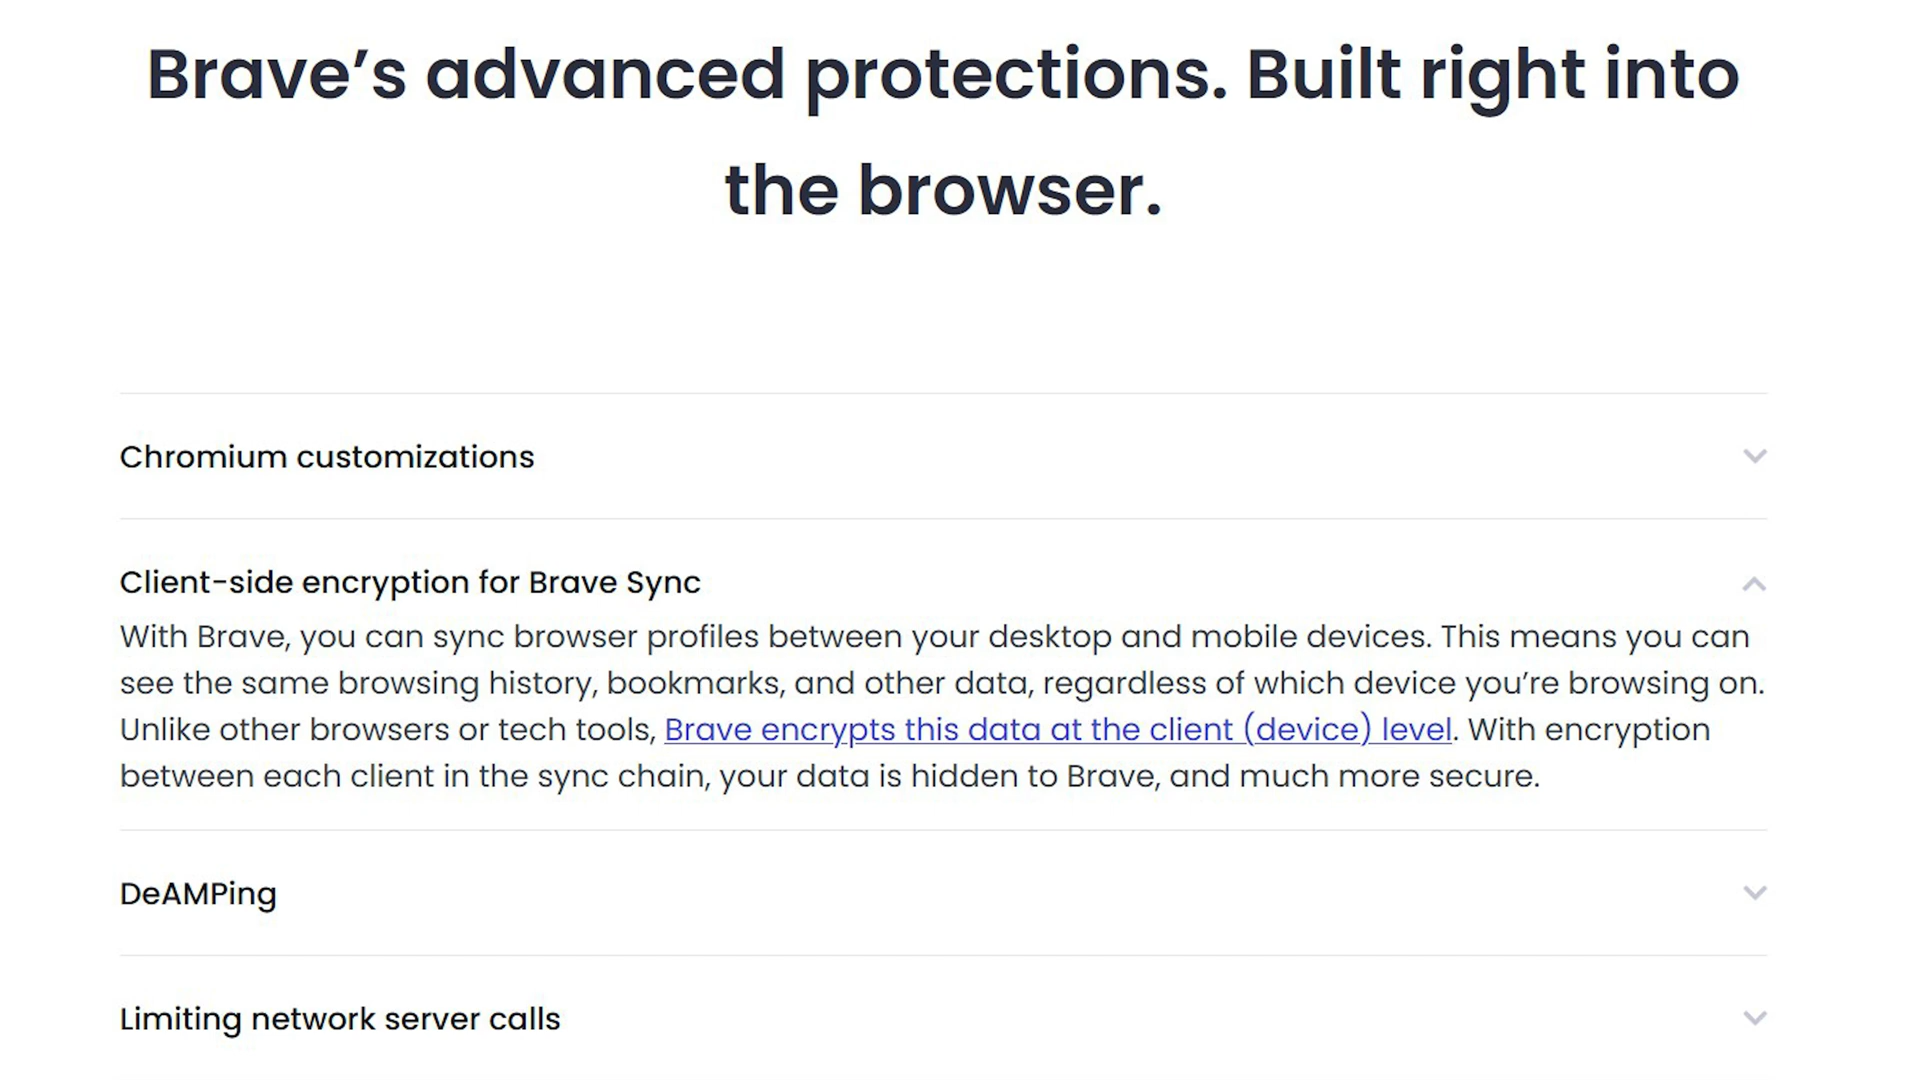 Brave’s advanced protections. Built right into
the browser.
Chromium customizations
Client-side encryption for Brave Sync
With Brave, you can sync browser profiles between your desktop and mobile devices. This means you can
see the same browsing history, bookmarks, and other data, regardless of which device you’re browsing on.
Unlike other browsers or tech tools, Brave encrypts this data at the client (device) level. With encryption
between each client in the sync chain, your data is hidden to Brave, and much more secure.
DeAMPing
Limiting network server calls